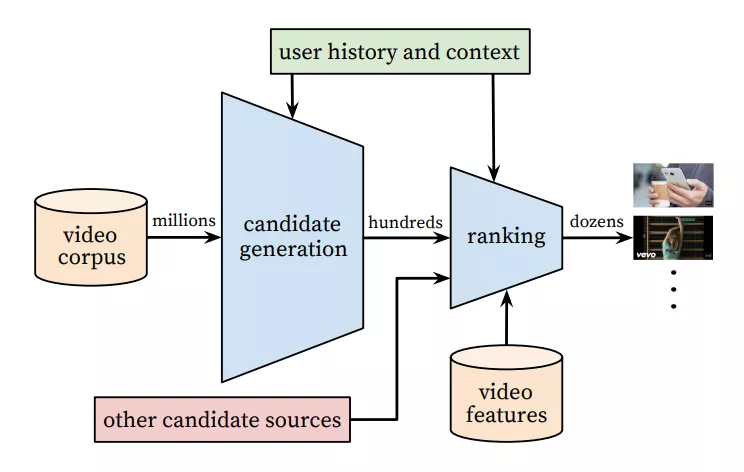 user history and context
video
corpus
millions
candidate
generation
hundreds
ranking
dozens
vevo
other candidate sources
video
features